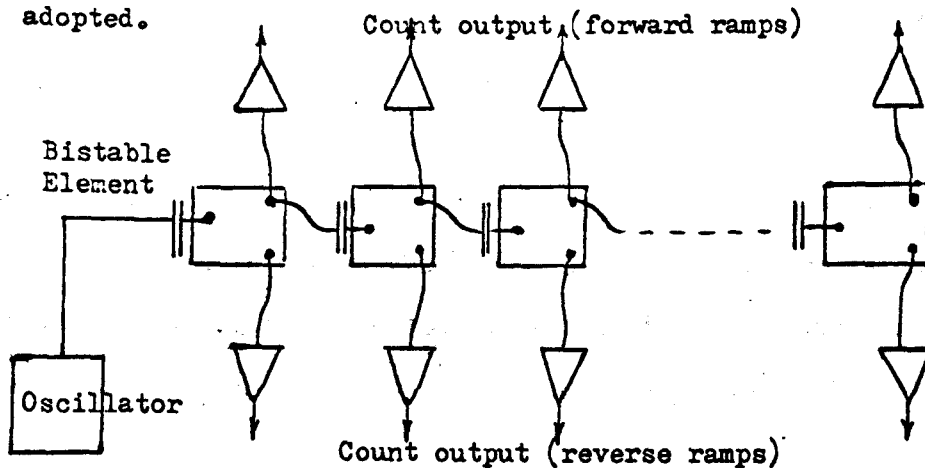 adopted.
Count output (forward ramps)
Bistable
Element
Oscillator
Count output (reverse ramps)